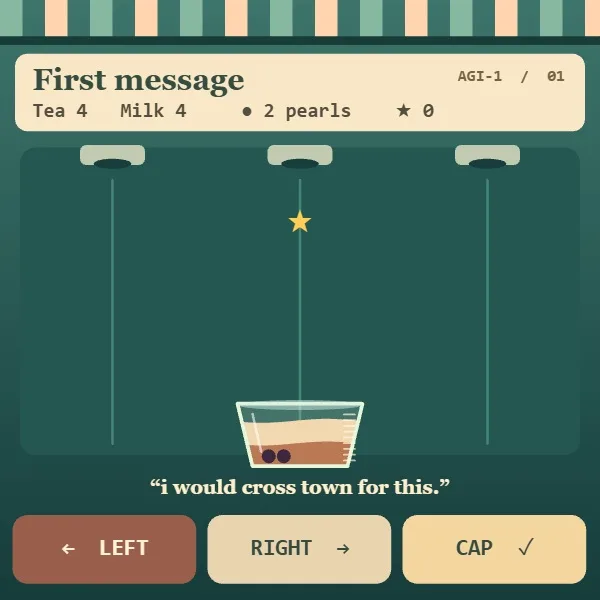 First message
AGI-1 / 01
Tea 4 Milk 4 ● 2 pearls ★ 0
“i would cross town for this.”
← LEFT
RIGHT →
CAP ✓